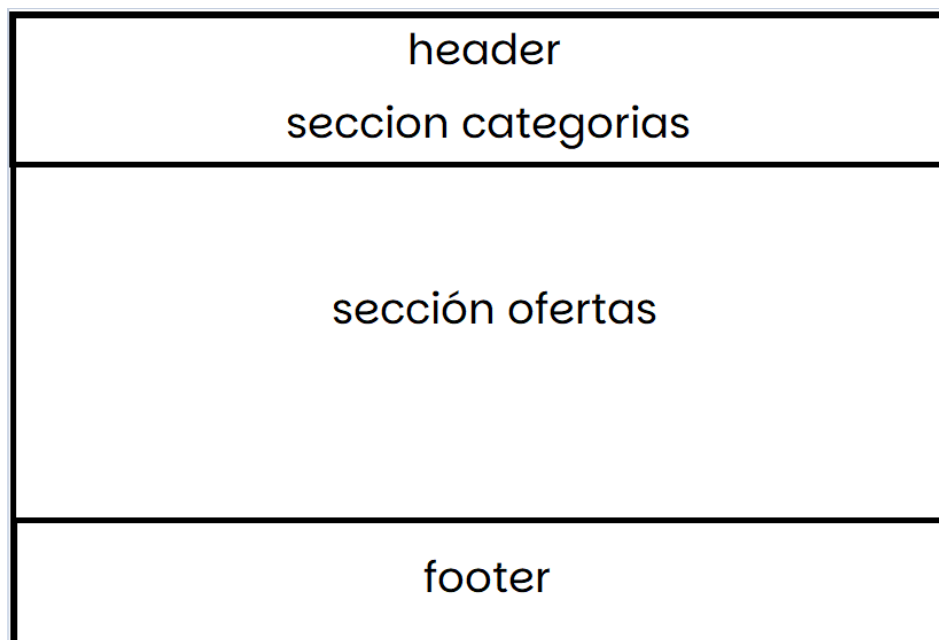 header
seccion categorias
sección ofertas
footer